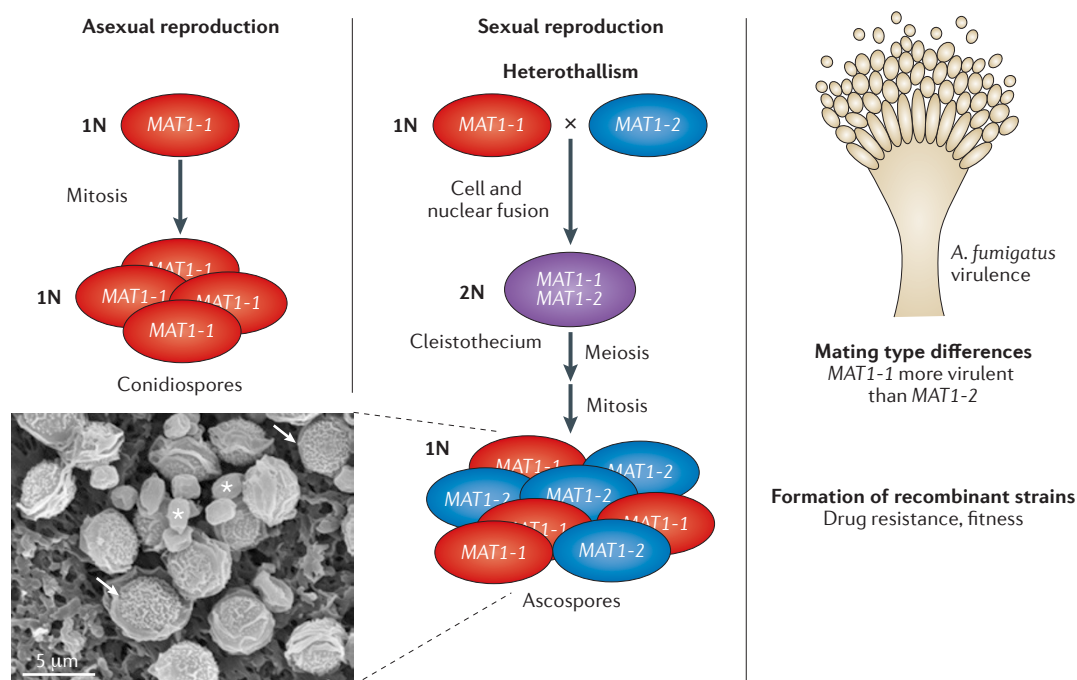 Asexual reproduction
1N
MAT1-1
Mitosis
1N
MAT1-1
MAT1-1
MAT1-1
MAT1-1
Conidiospores
Sexual reproduction
Heterothallism
1N
MAT1-1
×
MAT1-2
Cell and
nuclear fusion
2N
MAT1-1
MAT1-2
Cleistothecium
Meiosis
Mitosis
1N
MAT1-1
MAT1-2
MAT1-2
MAT1-2
MAT1-1
MAT1-1
MAT1-1
MAT1-2
Ascospores
*
*
5 µm
A. fumigatus
virulence
Mating type differences
MAT1-1 more virulent
than MAT1-2
Formation of recombinant strains
Drug resistance, fitness